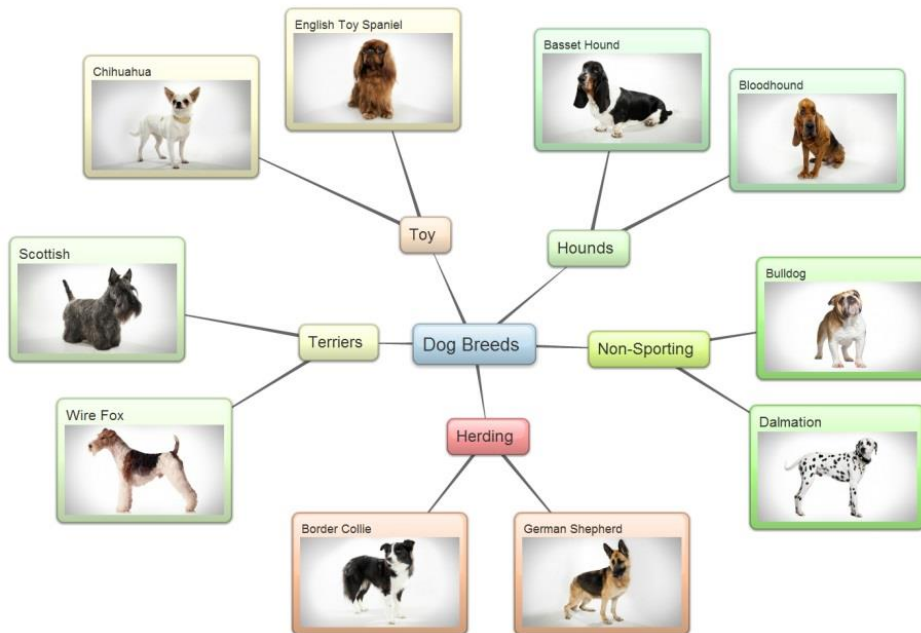 English Toy Spaniel
Basset Hound
Chihuahua
Bloodhound
Toy
Hounds
Scottish
Bulldog
Terriers
Dog Breeds
Non-Sporting
Wire Fox
Dalmation
Herding
Border Collie
German Shepherd